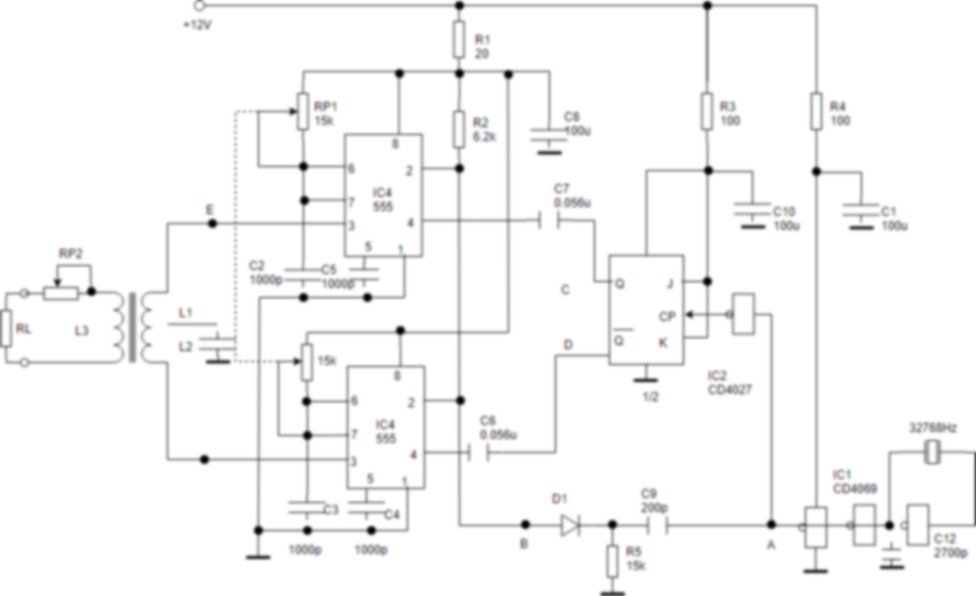 +12V
R1
20
RP1
15k
R2
6.2k
C8
100u
R3
100
R4
100
8
6
2
IC4
555
7
3
4
5
1
C7
0.056u
C10
100u
C1
100u
E
RP2
C2
1000p
C5
1000p
C
Q
J
CP
Q
K
L1
RL
L3
L2
D
15k
8
IC2
CD4027
1/2
6
2
IC4
555
7
3
4
5
1
C6
0.056u
32768Hz
IC1
CD4069
C3
C4
1000p
1000p
D1
C9
200p
B
A
R5
15k
C12
2700p